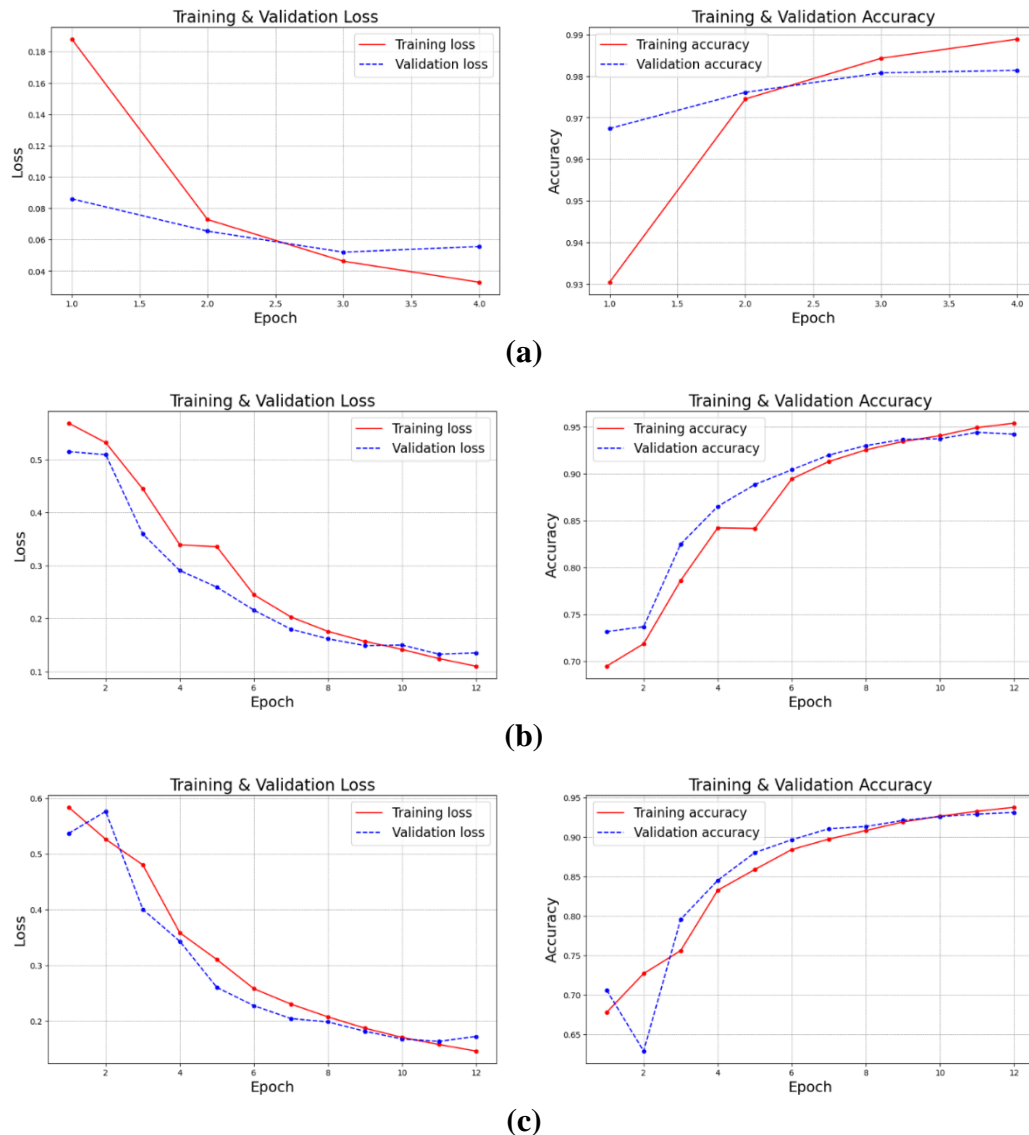 Training & Validation Loss
Training loss
Validation loss
0.18
0.16
0.14
0.12
0.10
0.08
0.06
0.04
Loss
1.0 1.5 2.0 2.5 3.0 3.5 4.0
Epoch
Training & Validation Accuracy
Training accuracy
Validation accuracy
0.99
0.98
0.97
0.96
0.95
0.94
0.93
Accuracy
1.0 1.5 2.0 2.5 3.0 3.5 4.0
Epoch
(a)
Training & Validation Loss
Training loss
Validation loss
0.5
0.4
0.3
0.2
0.1
Loss
2 4 6 8 10 12
Epoch
Training & Validation Accuracy
Training accuracy
Validation accuracy
0.95
0.90
0.85
0.80
0.75
0.70
Accuracy
2 4 6 8 10 12
Epoch
(b)
Training & Validation Loss
Training loss
Validation loss
0.6
0.5
0.4
0.3
0.2
Loss
2 4 6 8 10 12
Epoch
Training & Validation Accuracy
Training accuracy
Validation accuracy
0.95
0.90
0.85
0.80
0.75
0.70
0.65
Accuracy
2 4 6 8 10 12
Epoch
(c)